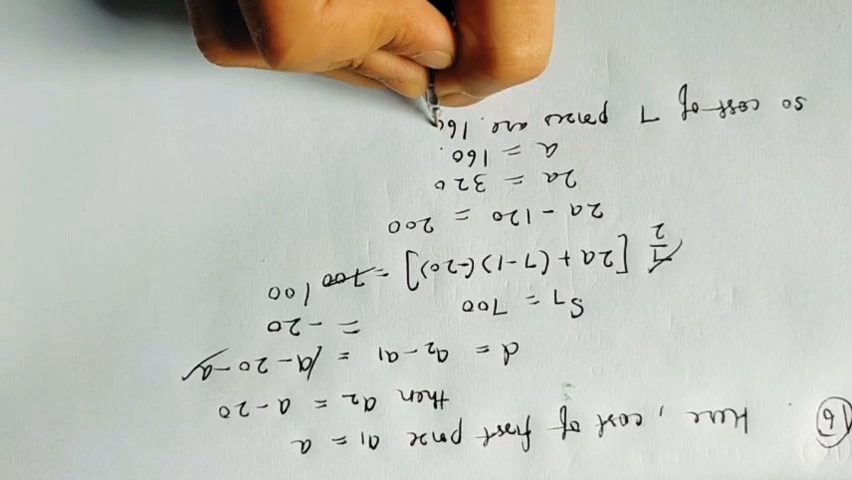 16. Here, cost of first prize a₁ = a
then a₂ = a-20
d = a₂-a₁ = a-20-a
= -20
S₇ = 700
7/2 [2a+(7-1)(-20)] = 700 100
2a-120 = 200
2a = 320
a = 160.
so cost of 7 prizes are. 160